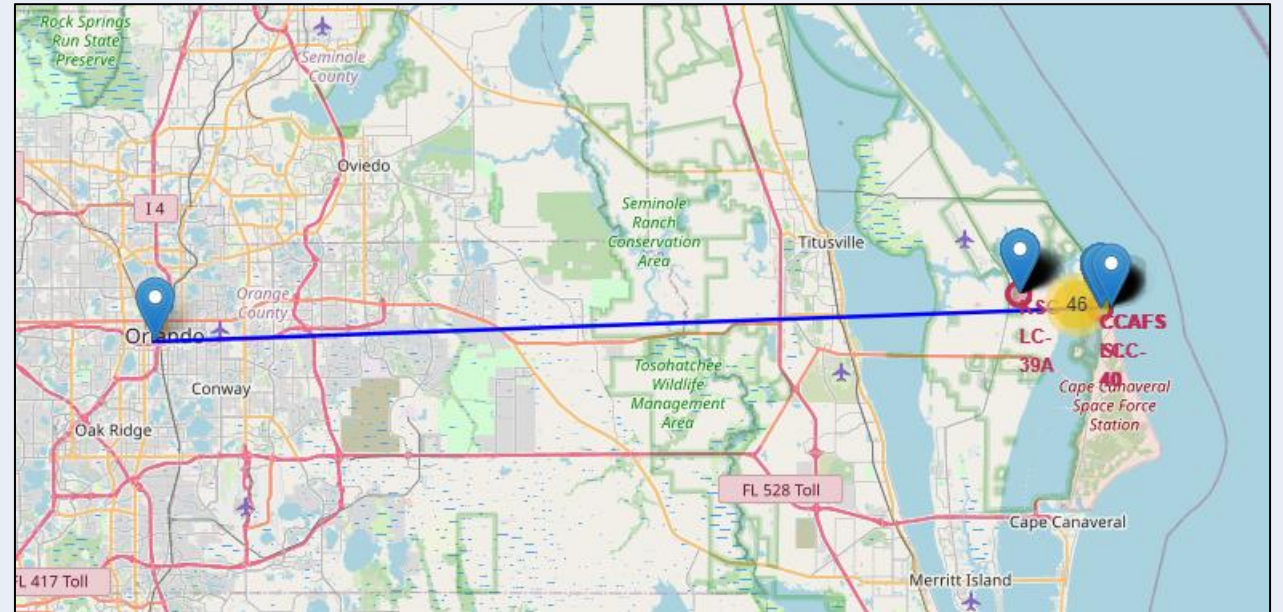 Rock Springs
Run State
Preserve
Seminole
County
Oviedo
I 4
Seminole
Ranch
Conservation
Area
Titusville
Orange
County
Orlando
46
LC-
39A
CCAFS
40
Conway
Tosohatchee
Wildlife
Management
Area
Cape Canaveral
Space Force
Station
Oak Ridge
FL 528 Toll
Cape Canaveral
FL 417 Toll
Merritt Island